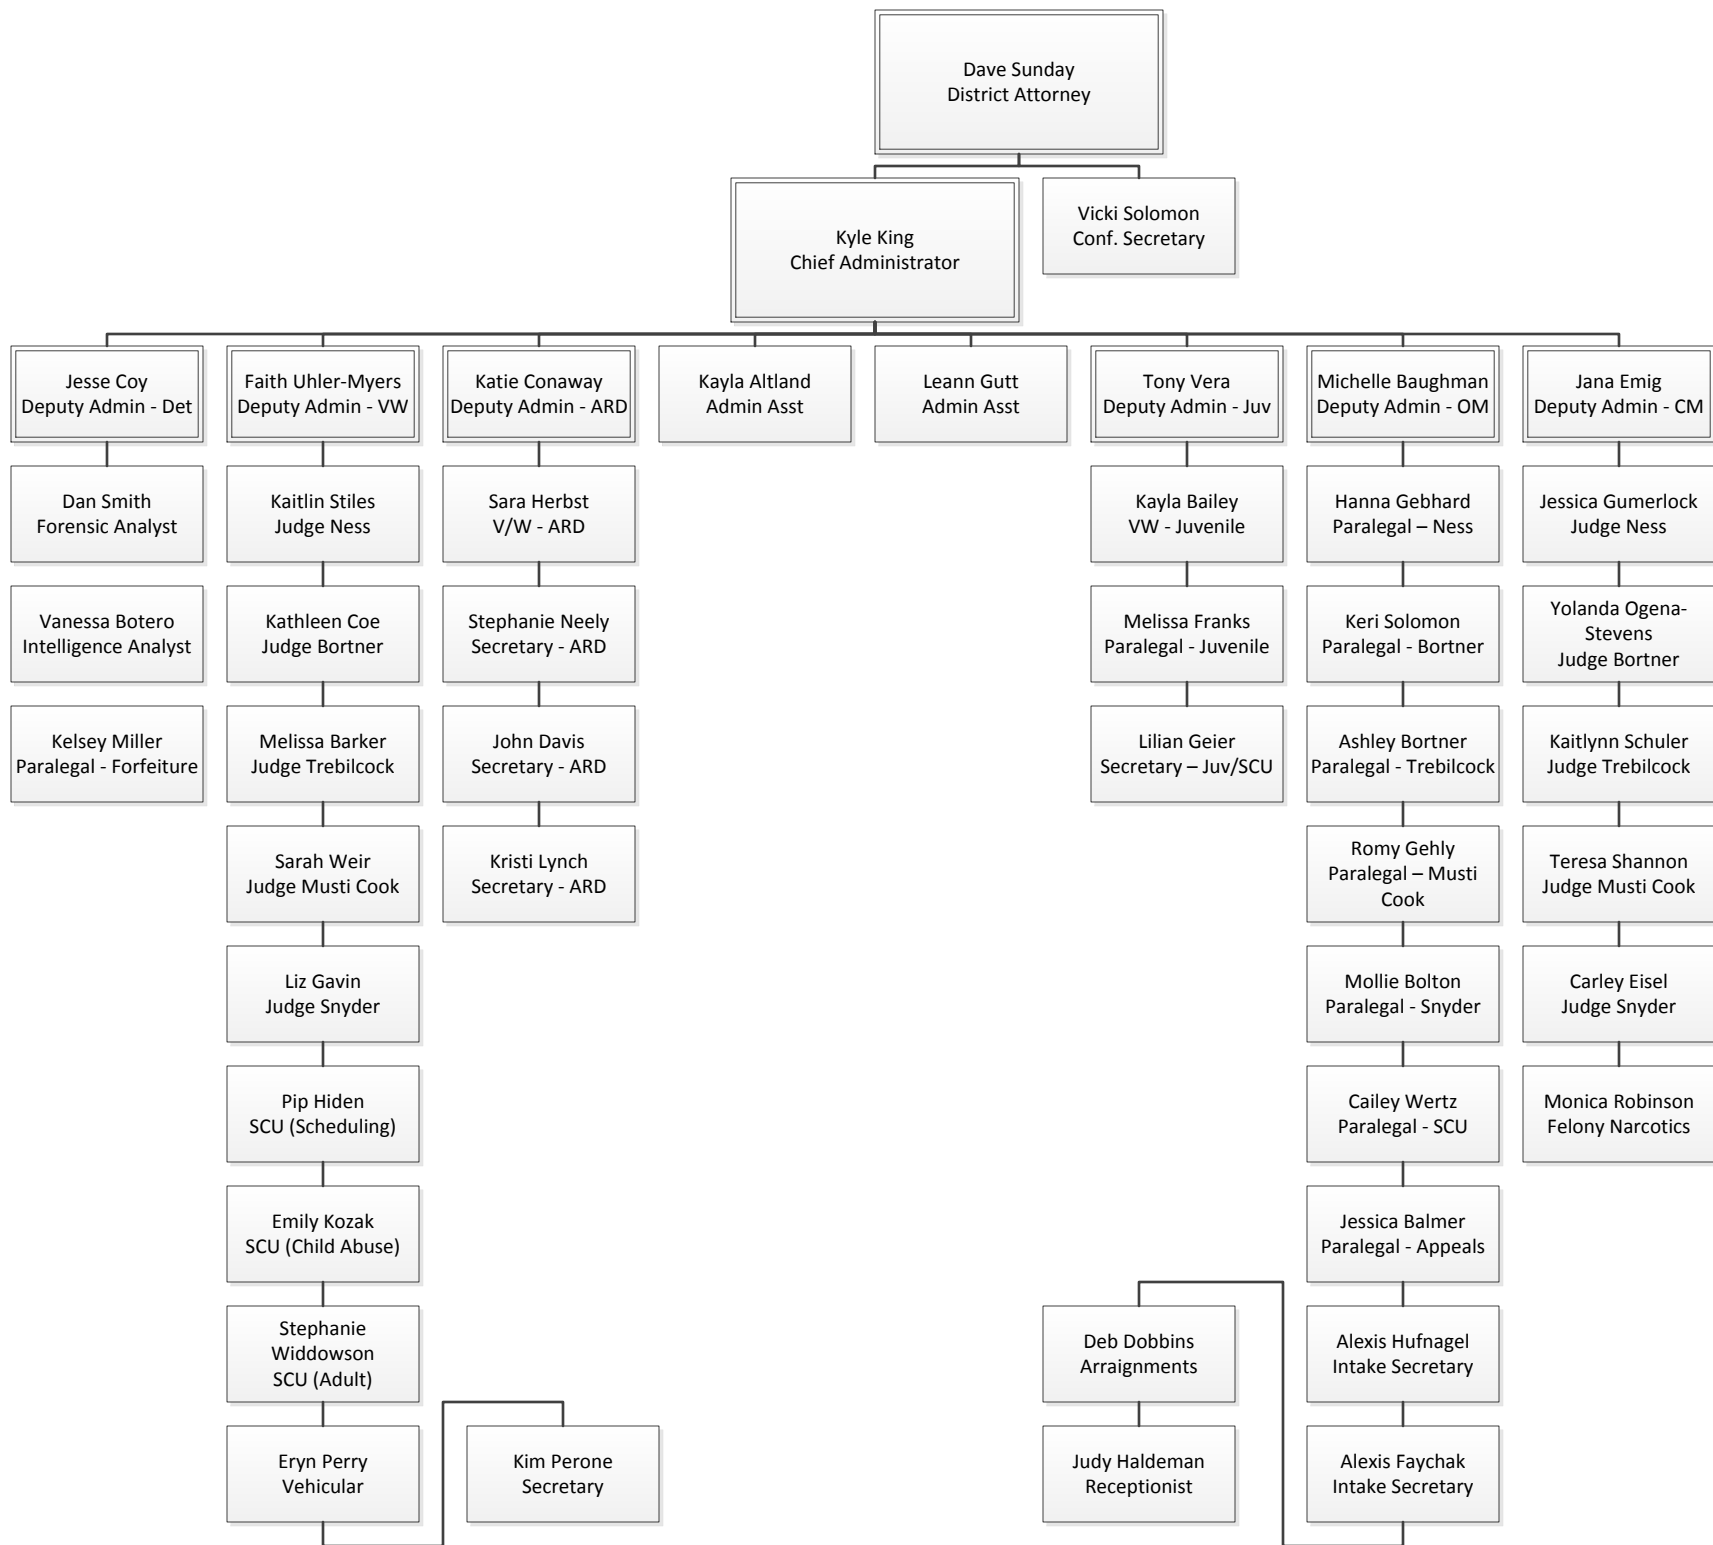 Dave Sunday
District Attorney
Kyle King
Chief Administrator
Vicki Solomon
Conf. Secretary
Jesse Coy
Deputy Admin - Det
Faith Uhler-Myers
Deputy Admin - VW
Katie Conaway
Deputy Admin - ARD
Kayla Altland
Admin Asst
Leann Gutt
Admin Asst
Tony Vera
Deputy Admin - Juv
Michelle Baughman
Deputy Admin - OM
Jana Emig
Deputy Admin - CM
Dan Smith
Forensic Analyst
Kaitlin Stiles
Judge Ness
Sara Herbst
V/W - ARD
Kayla Bailey
VW - Juvenile
Hanna Gebhard
Paralegal – Ness
Jessica Gumerlock
Judge Ness
Vanessa Botero
Intelligence Analyst
Kathleen Coe
Judge Bortner
Stephanie Neely
Secretary - ARD
Melissa Franks
Paralegal - Juvenile
Keri Solomon
Paralegal - Bortner
Yolanda Ogena-
Stevens
Judge Bortner
Kelsey Miller
Paralegal - Forfeiture
Melissa Barker
Judge Trebilcock
John Davis
Secretary - ARD
Lilian Geier
Secretary – Juv/SCU
Ashley Bortner
Paralegal - Trebilcock
Kaitlynn Schuler
Judge Trebilcock
Sarah Weir
Judge Musti Cook
Kristi Lynch
Secretary - ARD
Romy Gehly
Paralegal – Musti
Cook
Teresa Shannon
Judge Musti Cook
Liz Gavin
Judge Snyder
Mollie Bolton
Paralegal - Snyder
Carley Eisel
Judge Snyder
Pip Hiden
SCU (Scheduling)
Cailey Wertz
Paralegal - SCU
Monica Robinson
Felony Narcotics
Emily Kozak
SCU (Child Abuse)
Jessica Balmer
Paralegal - Appeals
Stephanie
Widdowson
SCU (Adult)
Deb Dobbins
Arraignments
Alexis Hufnagel
Intake Secretary
Eryn Perry
Vehicular
Kim Perone
Secretary
Judy Haldeman
Receptionist
Alexis Faychak
Intake Secretary